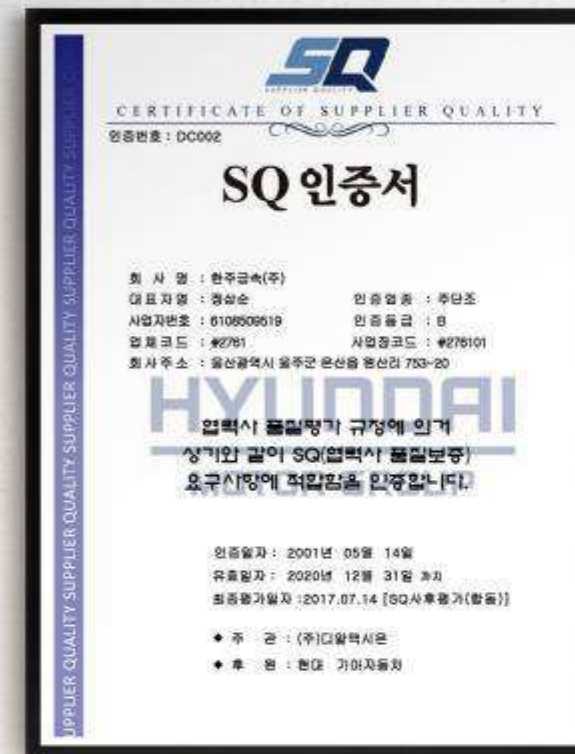 SQ
SUPPLIER QUALITY
CERTIFICATE OF SUPPLIER QUALITY
인증번호 : DC002
SQ 인증서
회 사 명 : 한주금속(주)
대표자명 : 정삼순 인증업종 : 주단조
사업자번호 : 6108509519 인증등급 : B
업체코드 : #2761 사업장코드 : #276101
회사주소 : 울산광역시 울주군 온산읍 원산리 753-20
HYUNDAI
MOTOR GROUP
협력사 품질평가 규정에 의거
상기와 같이 SQ(협력사 품질보증)
요구사항에 적합함을 인증합니다.
인증일자 : 2001년 05월 14일
유효일자 : 2020년 12월 31일 까지
최종평가일자 :2017.07.14 [SQ사후평가(합동)]
◆ 주 관 : (주)디알액시온
◆ 후 원 : 현대 기아자동차
SUPPLIER QUALITY SUPPLIER QUALITY SUPPLIER QUALITY SUPPLIER